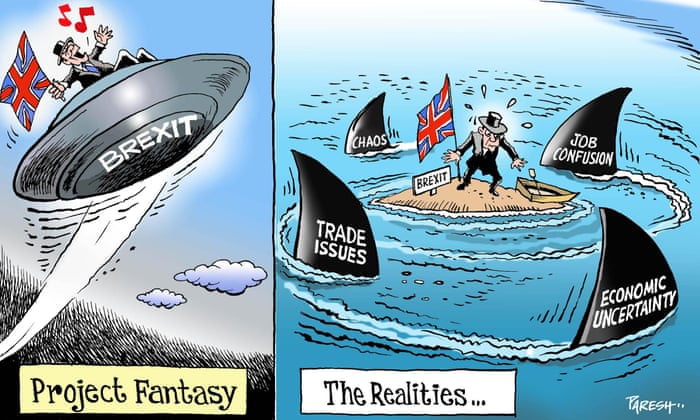 BREXIT
Project Fantasy
CHAOS
BREXIT
JOB
CONFUSION
TRADE
ISSUES
ECONOMIC
UNCERTAINTY
The Realities...
PARESH..